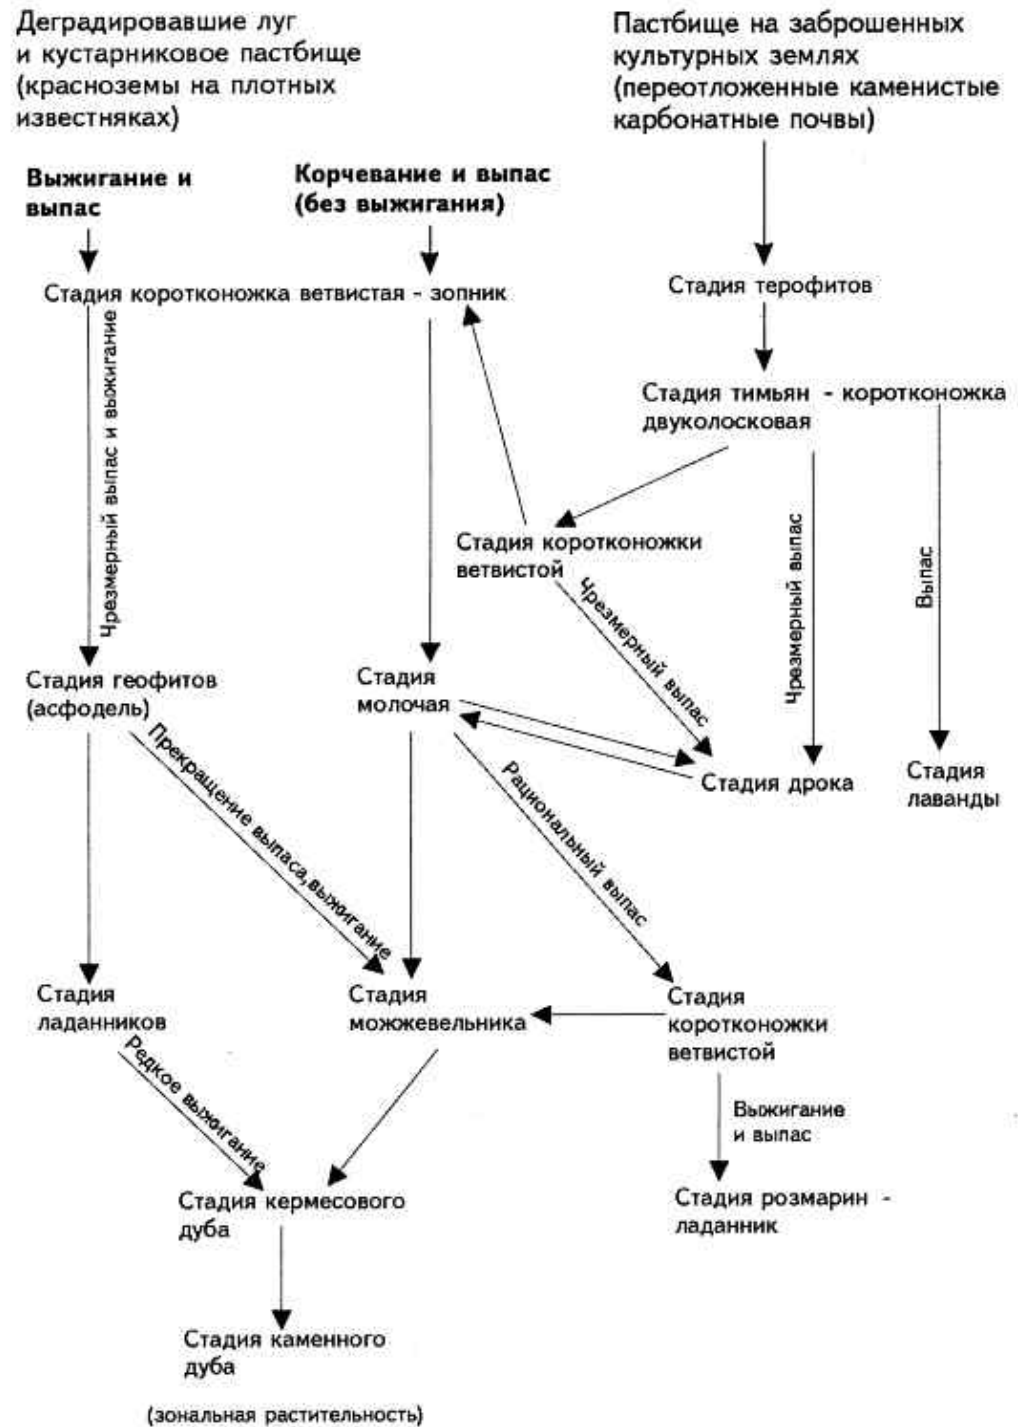 Деградировавшие луг
и кустарниковое пастбище
(красноземы на плотных
известняках)
Пастбище на заброшенных
культурных землях
(переотложенные каменистые
карбонатные почвы)
Выжигание и
выпас
Корчевание и выпас
(без выжигания)
Стадия коротконожка ветвистая - зопник
Стадия терофитов
Чрезмерный выпас и выжигание
Стадия тимьян - коротконожка
двуколосковая
Стадия коротконожки
ветвистой
Чрезмерный выпас
Чрезмерный выпас
Выпас
Стадия геофитов
(асфодель)
Стадия
молочая
Стадия дрока
Стадия
лаванды
Прекращение выпаса,выжигание
Рациональный выпас
Стадия
ладанников
Стадия
можжевельника
Стадия
коротконожки
ветвистой
Редкое выжигание
Выжигание
и выпас
Стадия кермесового
дуба
Стадия розмарин -
ладанник
Стадия каменного
дуба
(зональная растительность)